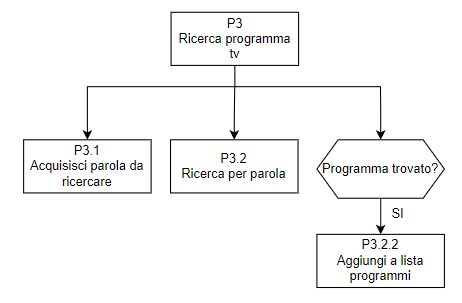 P3
Ricerca programma
tv
P3.1
Acquisisci parola da
ricercare
P3.2
Ricerca per parola
Programma trovato?
SI
P3.2.2
Aggiungi a lista
programmi